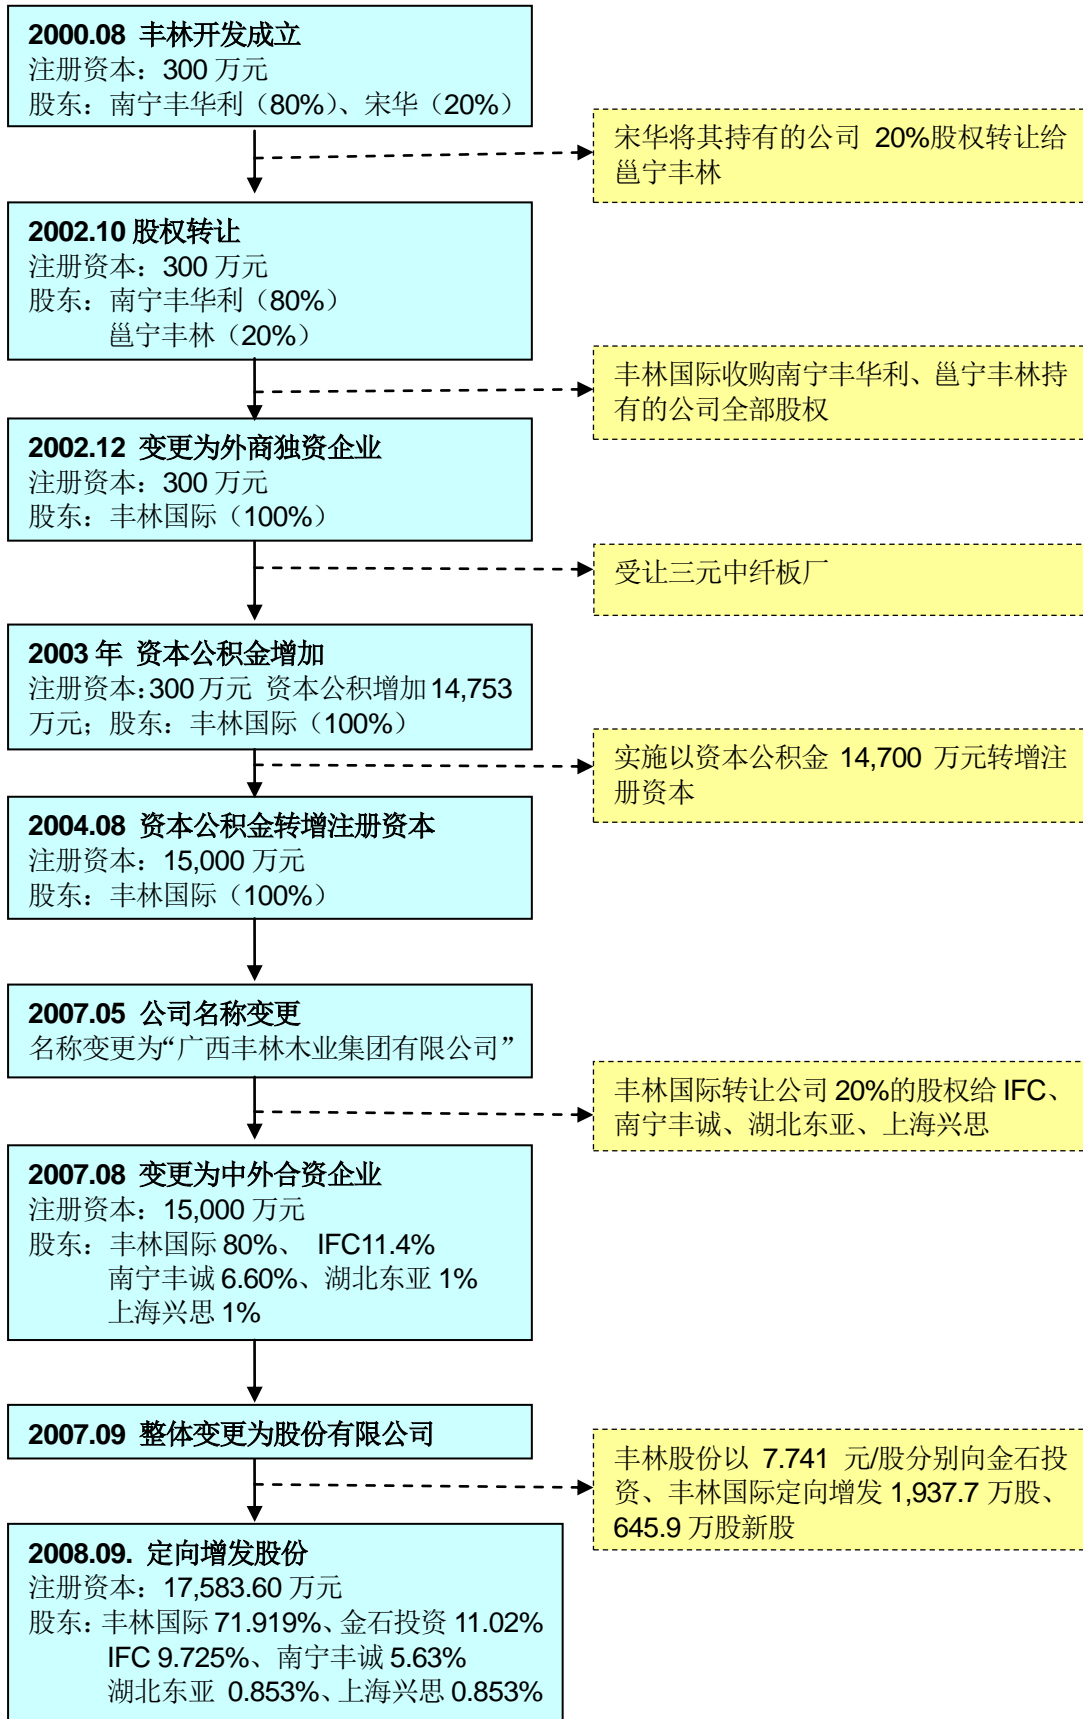 2000.08 丰林开发成立
注册资本：300 万元
股东：南宁丰华利（80%）、宋华（20%）
宋华将其持有的公司 20%股权转让给
邕宁丰林
2002.10 股权转让
注册资本：300 万元
股东：南宁丰华利（80%）
邕宁丰林（20%）
丰林国际收购南宁丰华利、邕宁丰林持
有的公司全部股权
2002.12 变更为外商独资企业
注册资本：300 万元
股东：丰林国际（100%）
受让三元中纤板厂
2003 年 资本公积金增加
注册资本：300 万元 资本公积增加 14,753
万元；股东：丰林国际（100%）
实施以资本公积金 14,700 万元转增注
册资本
2004.08 资本公积金转增注册资本
注册资本：15,000 万元
股东：丰林国际（100%）
2007.05 公司名称变更
名称变更为“广西丰林木业集团有限公司”
丰林国际转让公司 20%的股权给 IFC、
南宁丰诚、湖北东亚、上海兴思
2007.08 变更为中外合资企业
注册资本：15,000 万元
股东：丰林国际 80%、 IFC11.4%
南宁丰诚 6.60%、湖北东亚 1%
上海兴思 1%
2007.09 整体变更为股份有限公司
丰林股份以 7.741 元/股分别向金石投
资、丰林国际定向增发 1,937.7 万股、
645.9 万股新股
2008.09. 定向增发股份
注册资本：17,583.60 万元
股东：丰林国际 71.919%、金石投资 11.02%
IFC 9.725%、南宁丰诚 5.63%
湖北东亚 0.853%、上海兴思 0.853%